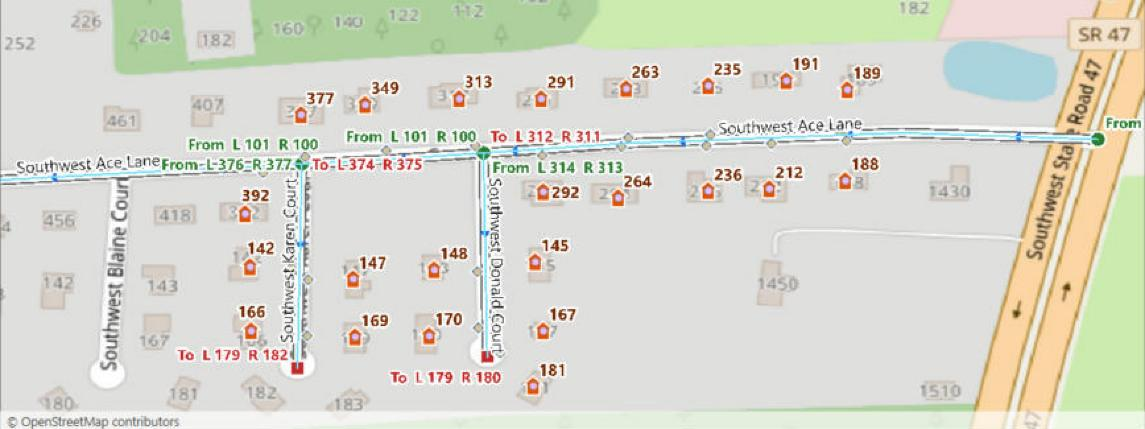 182
226
160
140
122
112
204
182
252
SR 47
Southwest State Road 47
407
461
377
349
313
291
263
235
191
189
From L 101 R 100
From L 101 R 100
To L 312 R 311
Southwest Ace Lane
From
Southwest Ace Lane
From L 376 R 377
To L 374 R 375
From L 314 R 313
392
292
264
236
212
188
1430
456
418
Southwest Blaine Court
Southwest Karen Court
Southwest Donald Court
142
143
142
147
148
145
1450
166
167
169
170
167
To L 179 R 182
To L 179 R 180
181
180
181
182
183
1510
47
© OpenStreetMap contributors